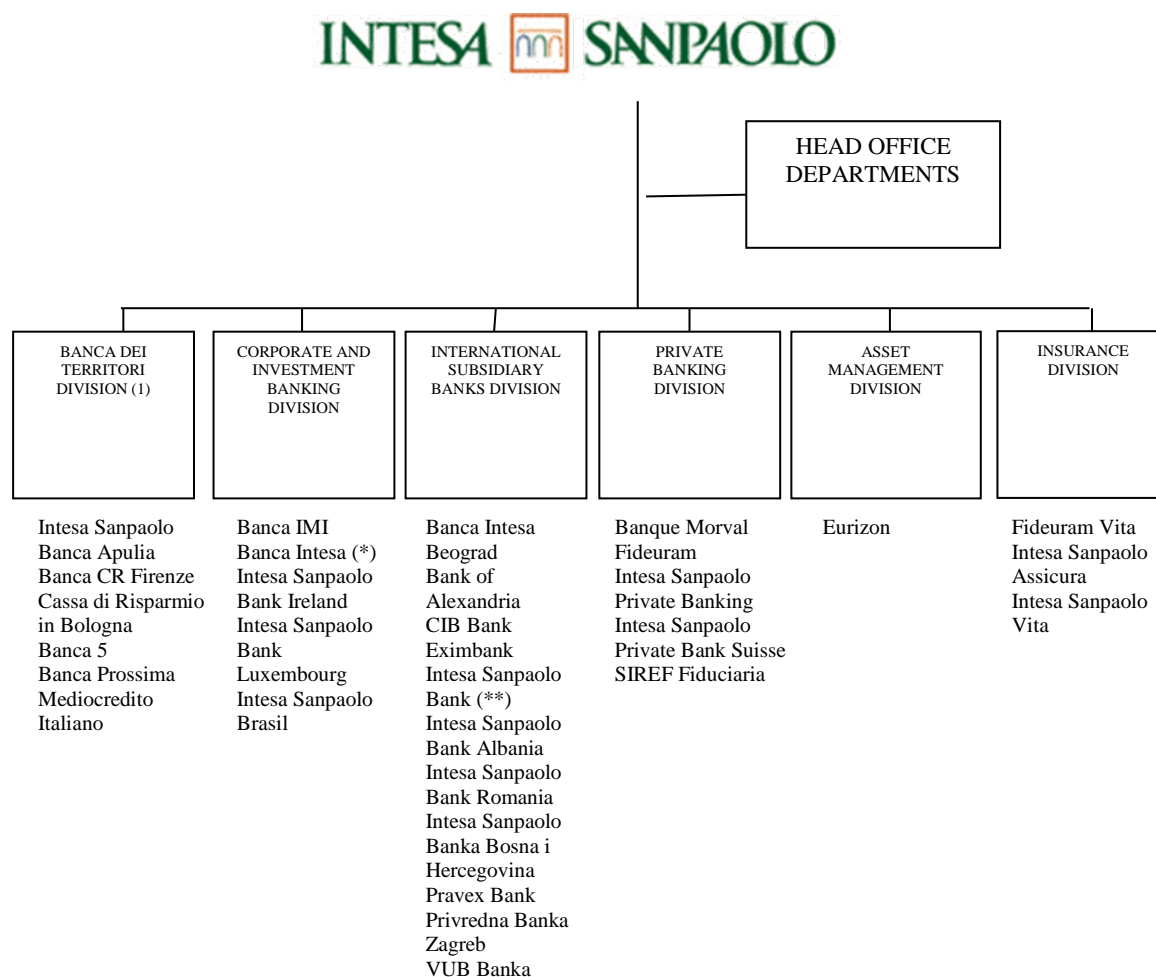 INTESA SANPAOLO
HEAD OFFICE
DEPARTMENTS
BANCA DEI
TERRITORI
DIVISION (1)
CORPORATE AND
INVESTMENT
BANKING
DIVISION
INTERNATIONAL
SUBSIDIARY
BANKS DIVISION
PRIVATE
BANKING
DIVISION
ASSET
MANAGEMENT
DIVISION
INSURANCE
DIVISION
Intesa Sanpaolo
Banca Apulia
Banca CR Firenze
Cassa di Risparmio
in Bologna
Banca 5
Banca Prossima
Mediocredito
Italiano
Banca IMI
Banca Intesa (*)
Intesa Sanpaolo
Bank Ireland
Intesa Sanpaolo
Bank
Luxembourg
Intesa Sanpaolo
Brasil
Banca Intesa
Beograd
Bank of
Alexandria
CIB Bank
Eximbank
Intesa Sanpaolo
Bank (**)
Intesa Sanpaolo
Bank Albania
Intesa Sanpaolo
Bank Romania
Intesa Sanpaolo
Banka Bosna i
Hercegovina
Pravex Bank
Privredna Banka
Zagreb
VUB Banka
Banque Morval
Fideuram
Intesa Sanpaolo
Private Banking
Intesa Sanpaolo
Private Bank Suisse
SIREF Fiduciaria
Eurizon
Fideuram Vita
Intesa Sanpaolo
Assicura
Intesa Sanpaolo
Vita